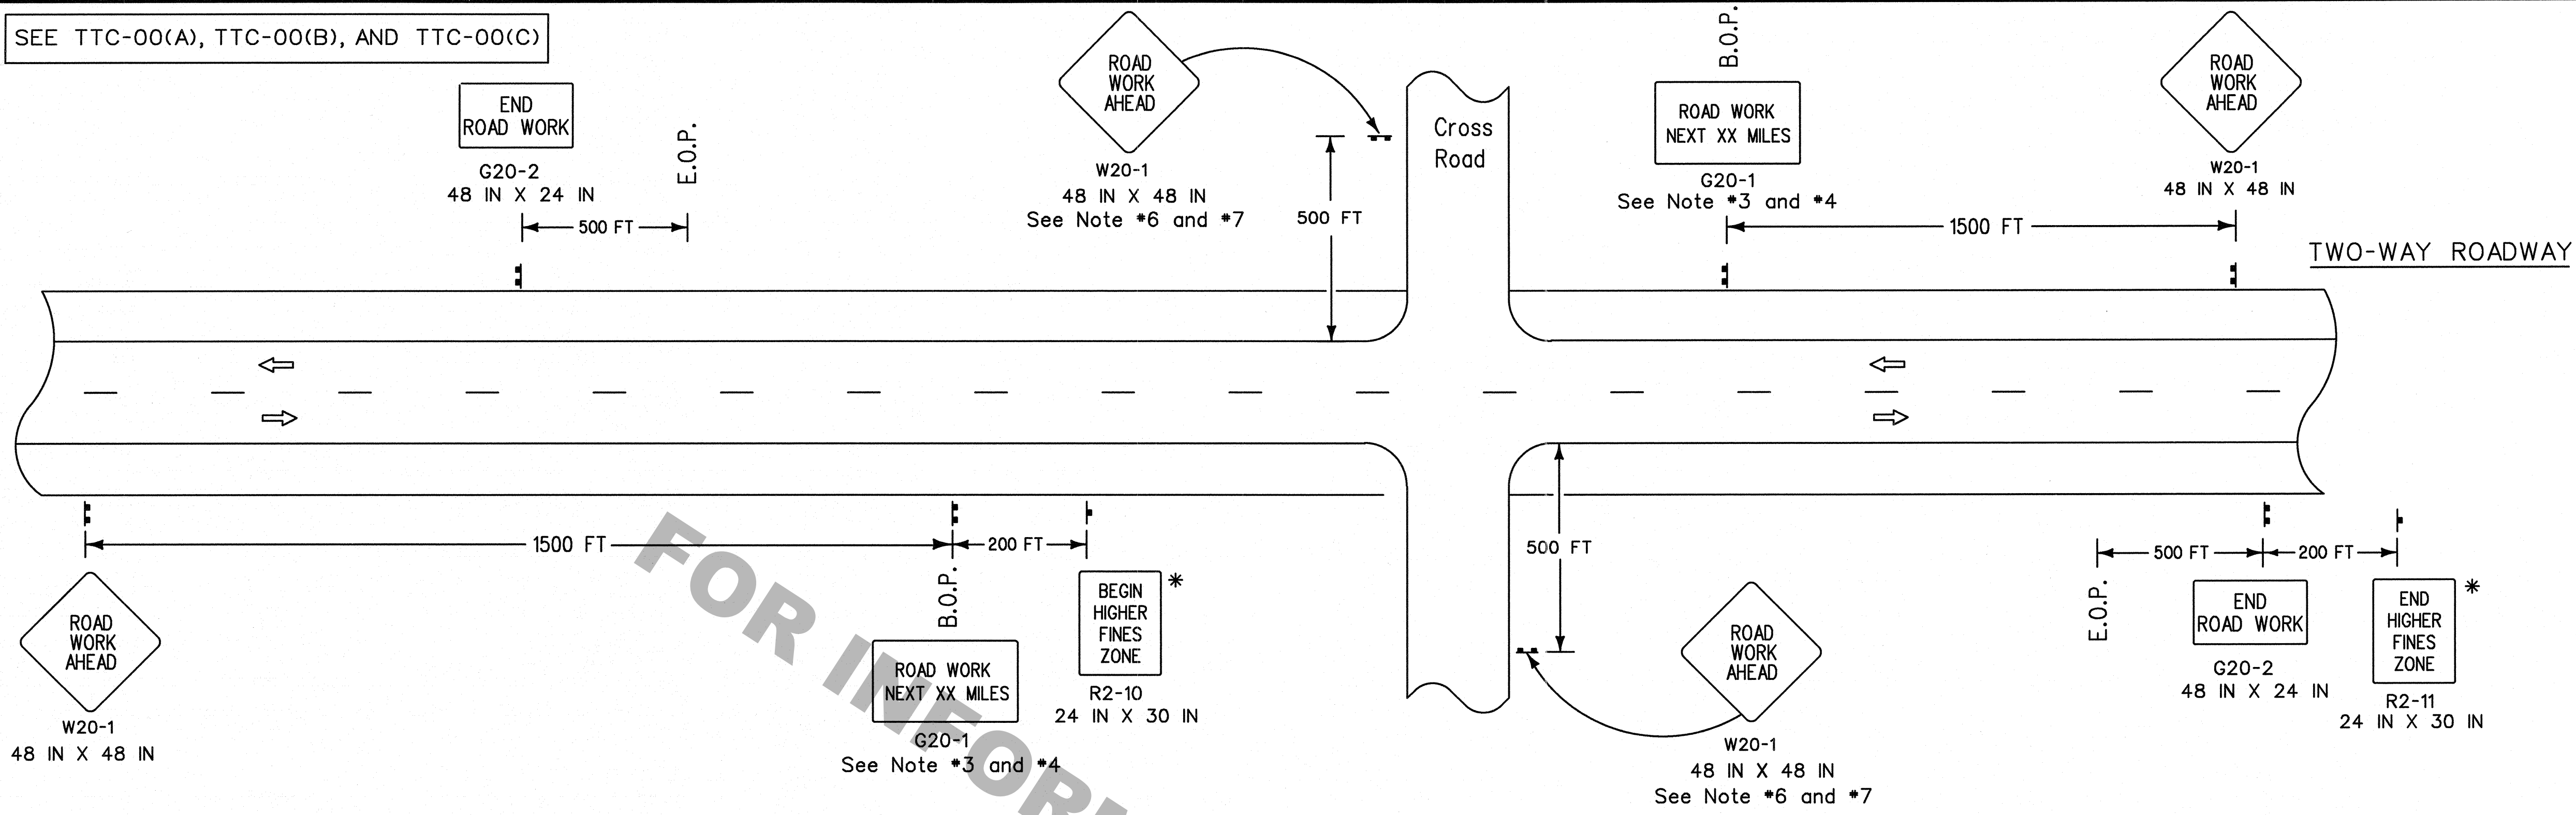 SEE TTC-00(A), TTC-00(B), AND TTC-00(C)
END
ROAD WORK
G20-2
48 IN X 24 IN
500 FT
E.O.P.
ROAD
WORK
AHEAD
W20-1
48 IN X 48 IN
See Note *6 and *7
500 FT
Cross
Road
B.O.P.
ROAD WORK
NEXT XX MILES
G20-1
See Note *3 and *4
1500 FT
ROAD
WORK
AHEAD
W20-1
48 IN X 48 IN
TWO-WAY ROADWAY
1500 FT
200 FT
ROAD
WORK
AHEAD
W20-1
48 IN X 48 IN
B.O.P.
ROAD WORK
NEXT XX MILES
G20-1
See Note *3 and *4
BEGIN
HIGHER
FINES
ZONE
*
R2-10
24 IN X 30 IN
500 FT
ROAD
WORK
AHEAD
W20-1
48 IN X 48 IN
See Note *6 and *7
500 FT
200 FT
E.O.P.
END
ROAD WORK
G20-2
48 IN X 24 IN
END
HIGHER
FINES
ZONE
*
R2-11
24 IN X 30 IN